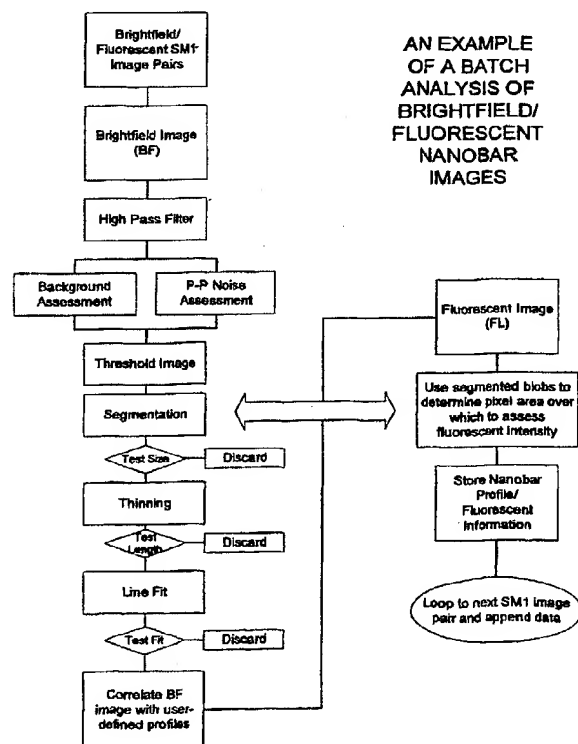 AN EXAMPLE
OF A BATCH
ANALYSIS OF
BRIGHTFIELD/
FLUORESCENT
NANOBAR
IMAGES
Brightfield/
Fluorescent SM1
Image Pairs
Brightfield Image
(BF)
High Pass Filter
Background
Assessment
P-P Noise
Assessment
Threshold Image
Segmentation
Test Size
Discard
Thinning
Test
Length
Discard
Line Fit
Test Fit
Discard
Correlate BF
image with user-
defined profiles
Fluorescent Image
(FL)
Use segmented blobs to
determine pixel area over
which to assess
fluorescent intensity
Store Nanobar
Profile/
Fluorescent
Information
Loop to next SM1 image
pair and append data